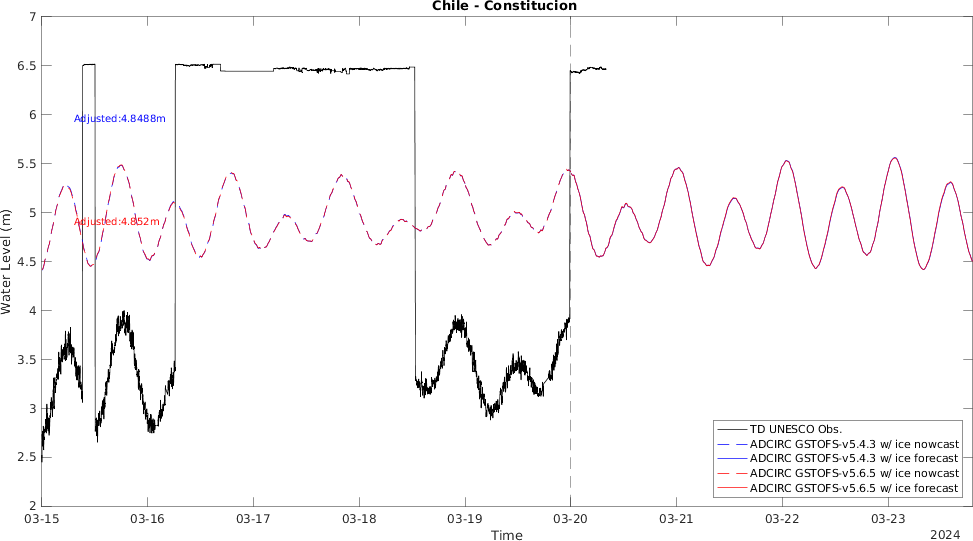 Chile - Constitucion
7
6.5
6
5.5
5
4.5
4
3.5
3
2.5
2
Water Level (m)
Adjusted:4.8488m
Adjusted:4.852m
TD UNESCO Obs.
ADCIRC GSTOFS-v5.4.3 w/ ice nowcast
ADCIRC GSTOFS-v5.4.3 w/ ice forecast
ADCIRC GSTOFS-v5.6.5 w/ ice nowcast
ADCIRC GSTOFS-v5.6.5 w/ ice forecast
03-15 03-16 03-17 03-18 03-19 03-20 03-21 03-22 03-23
Time
2024